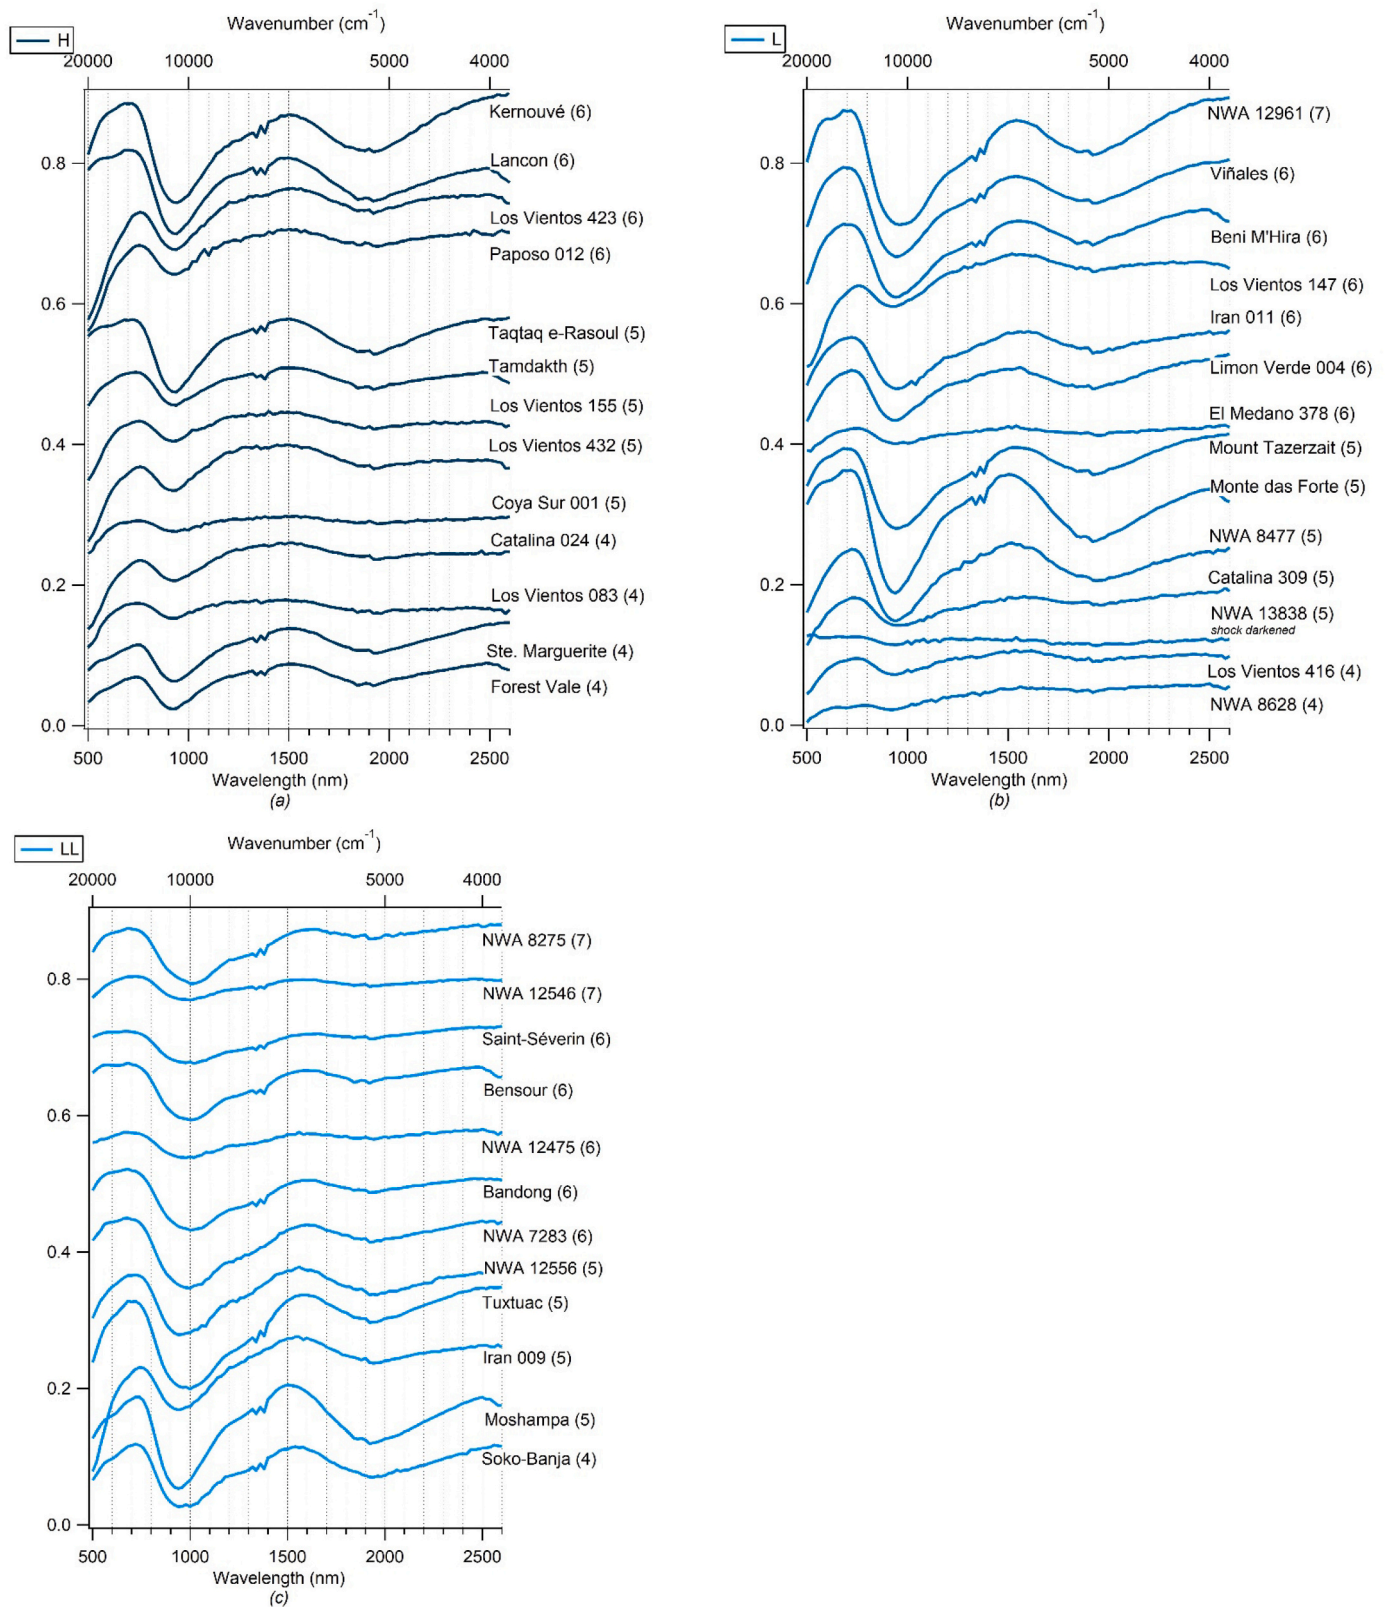 Wavenumber (cm-1)
H
20000 10000 5000 4000
Kernouvé (6)
0.8
Lancon (6)
Los Vientos 423 (6)
Paposo 012 (6)
0.6
Taqtaq e-Rasoul (5)
Tamdakth (5)
Los Vientos 155 (5)
0.4
Los Vientos 432 (5)
Coya Sur 001 (5)
Catalina 024 (4)
0.2
Los Vientos 083 (4)
Ste. Marguerite (4)
Forest Vale (4)
0.0
500 1000 1500 2000 2500
Wavelength (nm)
(a)
Wavenumber (cm-1)
L
20000 10000 5000 4000
NWA 12961 (7)
0.8
Viñales (6)
Beni M'Hira (6)
Los Vientos 147 (6)
0.6
Iran 011 (6)
Limon Verde 004 (6)
El Medano 378 (6)
0.4
Mount Tazerzait (5)
Monte das Forte (5)
NWA 8477 (5)
Catalina 309 (5)
0.2
NWA 13838 (5)
shock darkened
Los Vientos 416 (4)
NWA 8628 (4)
0.0
500 1000 1500 2000 2500
Wavelength (nm)
(b)
Wavenumber (cm-1)
LL
20000 10000 5000 4000
NWA 8275 (7)
0.8
NWA 12546 (7)
Saint-Séverin (6)
Bensour (6)
0.6
NWA 12475 (6)
Bandong (6)
NWA 7283 (6)
0.4
NWA 12556 (5)
Tuxtuac (5)
Iran 009 (5)
0.2
Moshampa (5)
Soko-Banja (4)
0.0
500 1000 1500 2000 2500
Wavelength (nm)
(c)